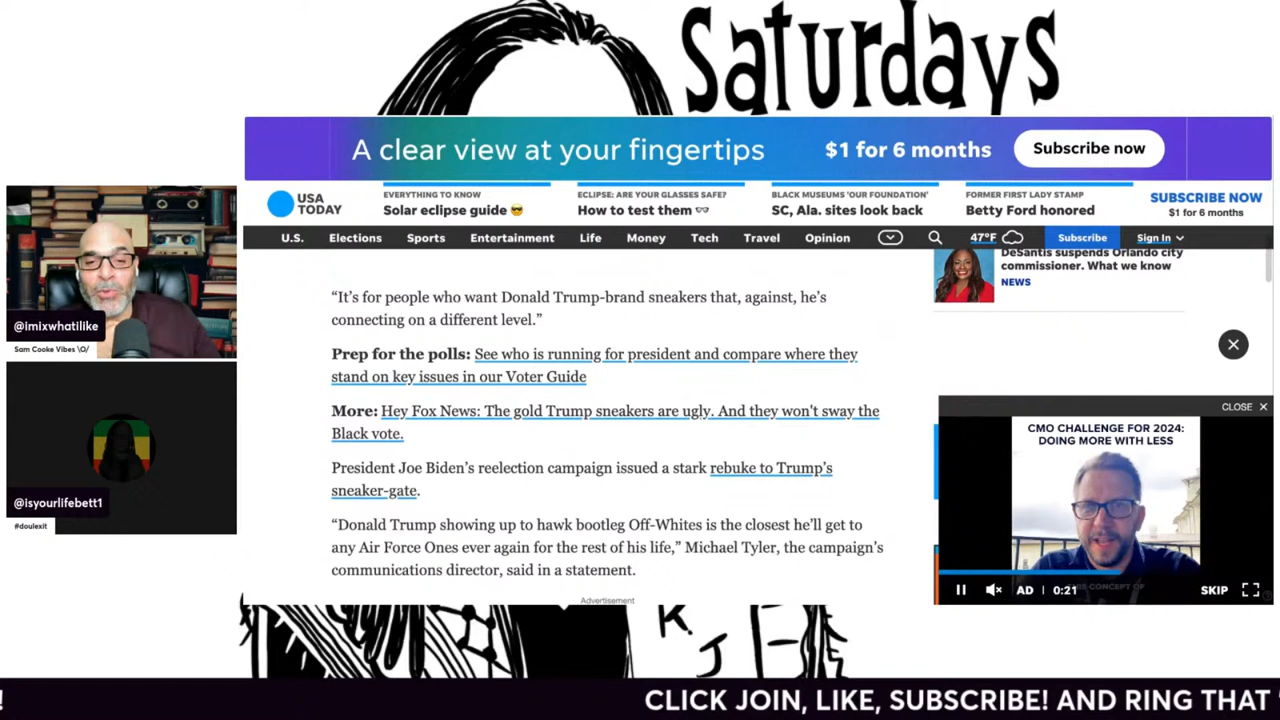 Saturdays
A clear view at your fingertips
$1 for 6 months
Subscribe now
USA
TODAY
EVERYTHING TO KNOW
Solar eclipse guide 😎
ECLIPSE: ARE YOUR GLASSES SAFE?
How to test them 👓
BLACK MUSEUMS 'OUR FOUNDATION'
SC, Ala. sites look back
FORMER FIRST LADY STAMP
Betty Ford honored
SUBSCRIBE NOW
$1 for 6 months
U.S. Elections Sports Entertainment Life Money Tech Travel Opinion 47°F Subscribe Sign In
“It’s for people who want Donald Trump-brand sneakers that, against, he’s
connecting on a different level.”
Prep for the polls: See who is running for president and compare where they
stand on key issues in our Voter Guide
More: Hey Fox News: The gold Trump sneakers are ugly. And they won't sway the
Black vote.
President Joe Biden’s reelection campaign issued a stark rebuke to Trump’s
sneaker-gate.
“Donald Trump showing up to hawk bootleg Off-Whites is the closest he’ll get to
any Air Force Ones ever again for the rest of his life,” Michael Tyler, the campaign’s
communications director, said in a statement.
Advertisement
DeSantis suspends Orlando city
commissioner. What we know
NEWS
CLOSE
CMO CHALLENGE FOR 2024:
DOING MORE WITH LESS
THIS CONCEPT OF
AD 0:21
SKIP
@imixwhatilike
Sam Cooke Vibes \O/
@isyourlifebett1
#douIexit
K.
J
E
! CLICK JOIN, LIKE, SUBSCRIBE! AND RING THAT